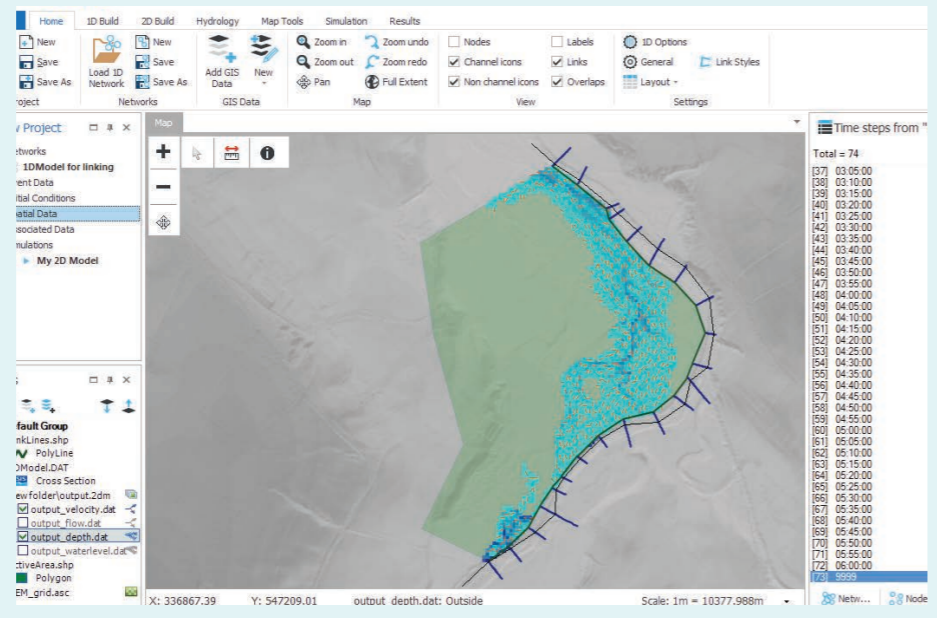 Home 1D Build 2D Build Hydrology Map Tools Simulation Results
New New Zoom in Zoom undo Nodes Labels 1D Options
Save Load 1D Network Save Add GIS Data New Zoom out Zoom redo Channel icons Links General Link Styles
Save As Save As Pan Full Extent Non channel icons Overlaps Layout
roject Networks GIS Data Map View Settings
Project
etworks
1DModel for linking
vent Data
itial Conditions
patial Data
ssociated Data
mulations
My 2D Model
Map
Time steps from "
Total = 74
[37] 03:05:00
[38] 03:10:00
[39] 03:15:00
[40] 03:20:00
[41] 03:25:00
[42] 03:30:00
[43] 03:35:00
[44] 03:40:00
[45] 03:45:00
[46] 03:50:00
[47] 03:55:00
[48] 04:00:00
[49] 04:05:00
[50] 04:10:00
[51] 04:15:00
[52] 04:20:00
[53] 04:25:00
[54] 04:30:00
[55] 04:35:00
[56] 04:40:00
[57] 04:45:00
[58] 04:50:00
[59] 04:55:00
[60] 05:00:00
[61] 05:05:00
[62] 05:10:00
[63] 05:15:00
[64] 05:20:00
[65] 05:25:00
[66] 05:30:00
[67] 05:35:00
[68] 05:40:00
[69] 05:45:00
[70] 05:50:00
[71] 05:55:00
[72] 06:00:00
[73] 9999
Netw... Node
efault Group
nkLines.shp
PolyLine
DModel.DAT
Cross Section
ew folder\output.2dm
output_velocity.dat
output_flow.dat
output_depth.dat
output_waterlevel.dat
ctiveArea.shp
Polygon
EM_grid.asc
X: 336867.39 Y: 547209.01 output_depth.dat: Outside Scale: 1m = 10377.988m